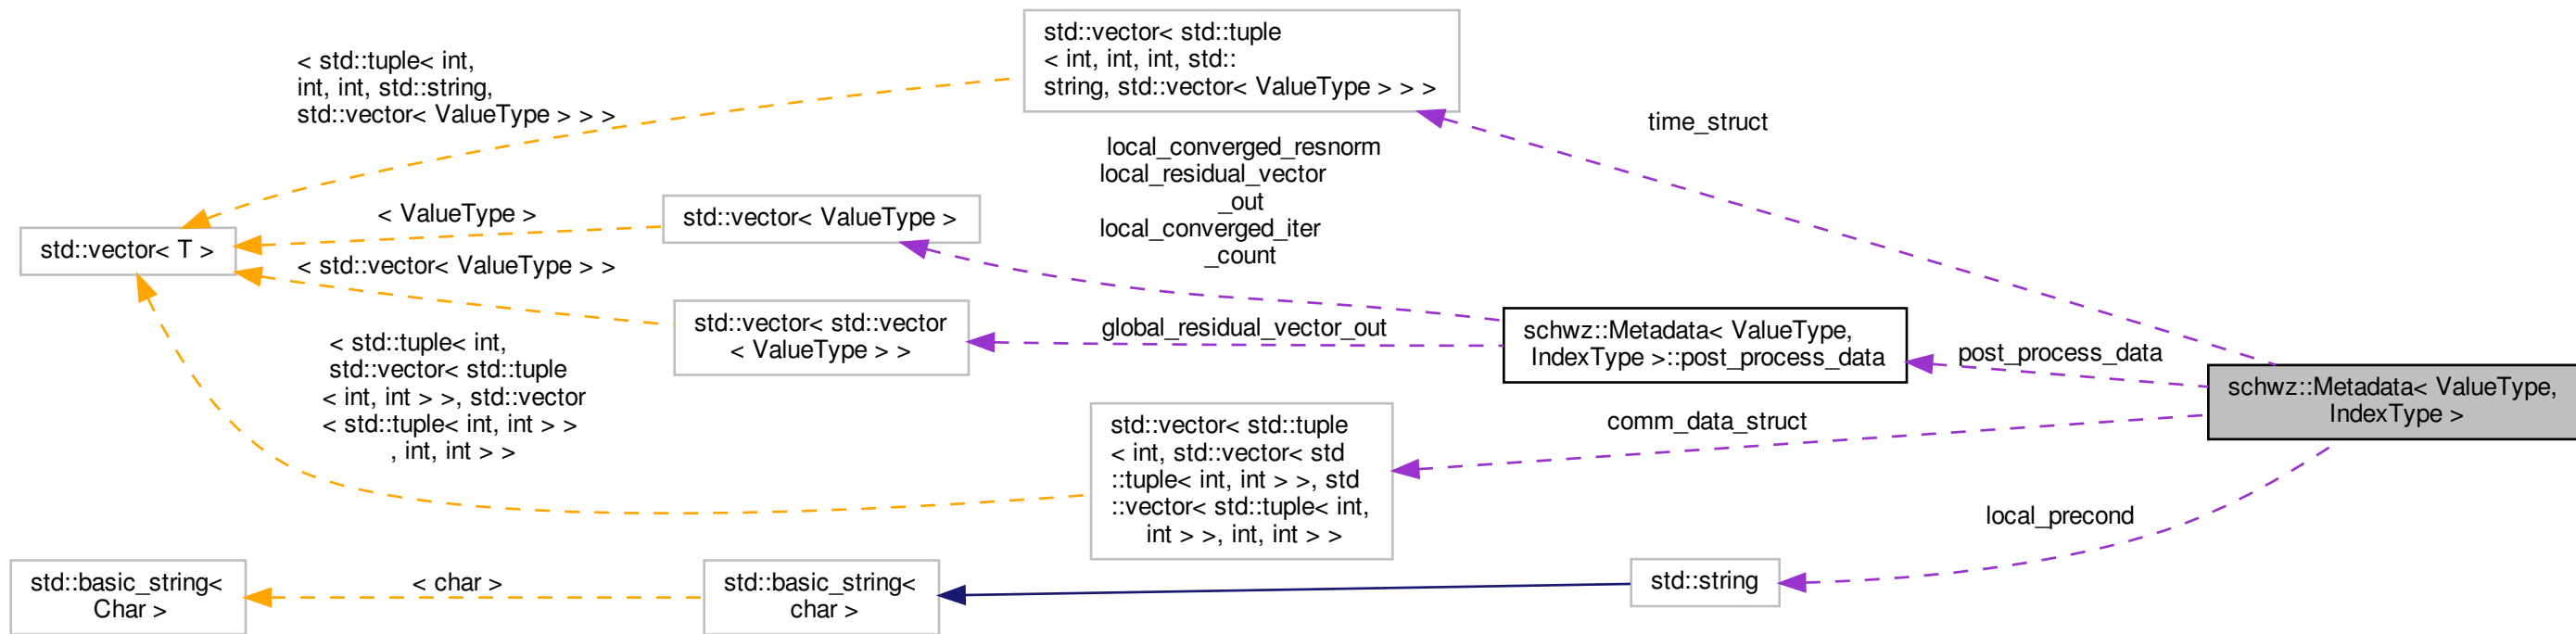 std::vector< std::tuple
< int, int, int, std::
string, std::vector< ValueType > > >
< std::tuple< int,
int, int, std::string,
std::vector< ValueType > > >
time_struct
local_converged_resnorm
local_residual_vector
_out
local_converged_iter
_count
< ValueType >
std::vector< ValueType >
std::vector< T >
< std::vector< ValueType > >
std::vector< std::vector
< ValueType > >
global_residual_vector_out
schwz::Metadata< ValueType,
IndexType >::post_process_data
post_process_data
schwz::Metadata< ValueType,
IndexType >
< std::tuple< int,
std::vector< std::tuple
< int, int > >, std::vector
< std::tuple< int, int > >
, int, int > >
std::vector< std::tuple
< int, std::vector< std
::tuple< int, int > >, std
::vector< std::tuple< int,
int > >, int, int > >
comm_data_struct
local_precond
std::basic_string<
Char >
< char >
std::basic_string<
char >
std::string